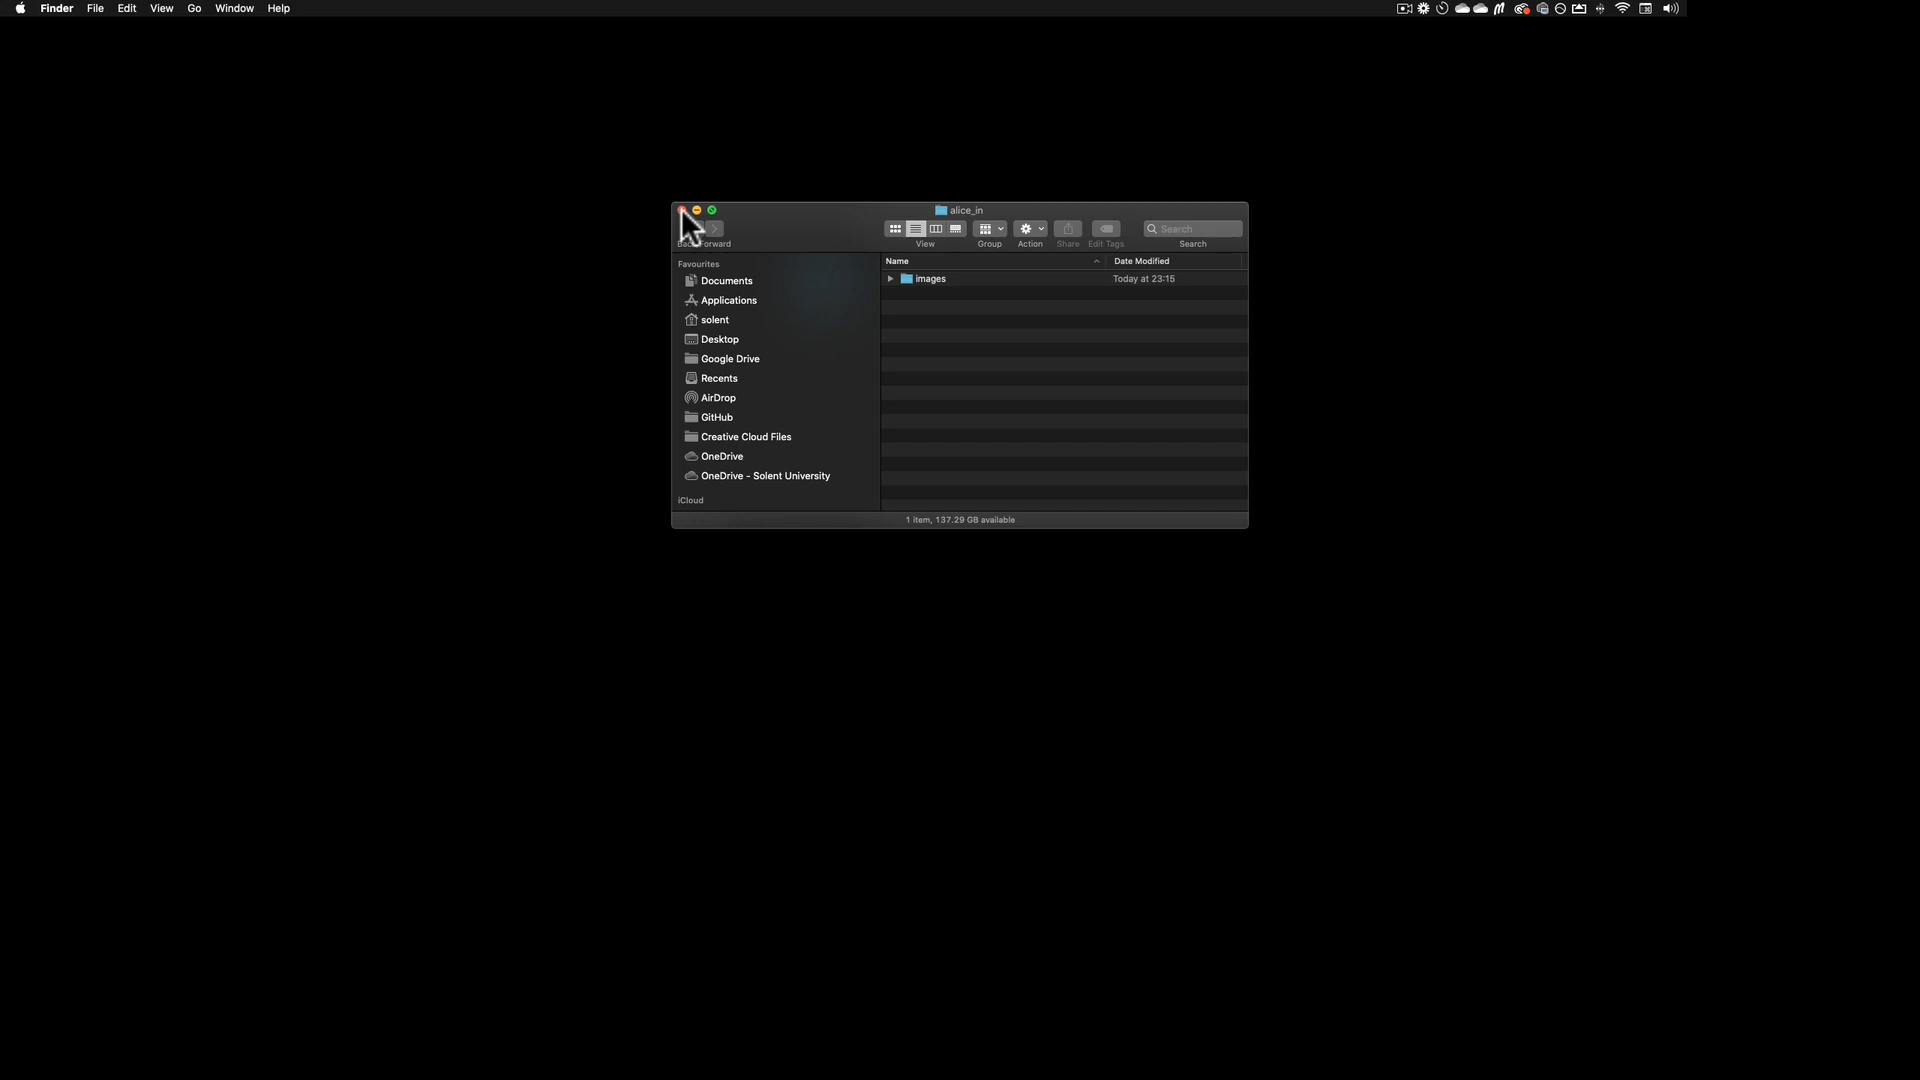 Finder File Edit View Go Window Help
alice_in
Search
Forward View Group Action Share Edit Tags Search
Favourites
Name Date Modified
images Today at 23:15
Documents
Applications
solent
Desktop
Google Drive
Recents
AirDrop
GitHub
Creative Cloud Files
OneDrive
OneDrive - Solent University
iCloud
1 item, 137.29 GB available